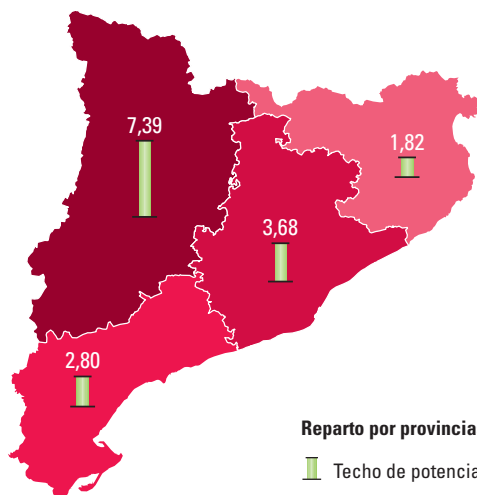 7,39
1,82
3,68
2,80
Reparto por provincia
Techo de potencia